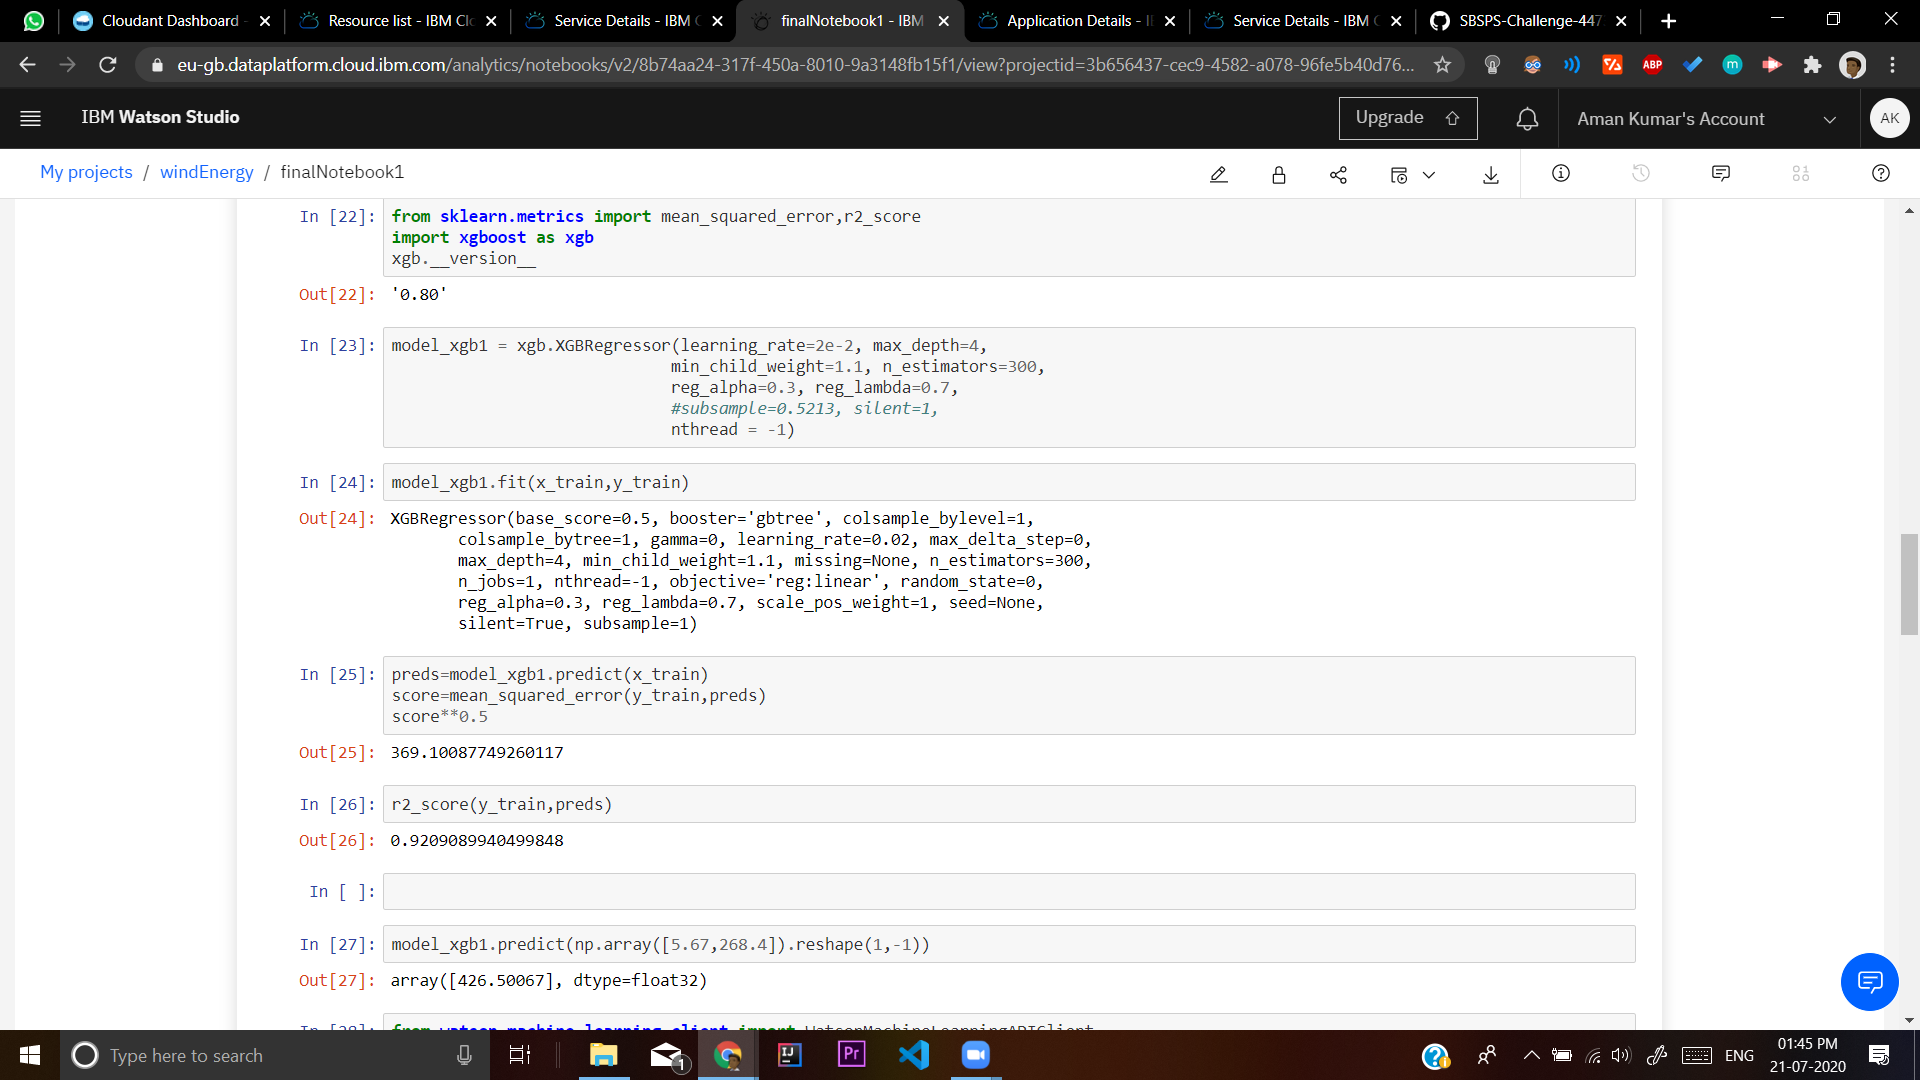 Cloudant Dashboard -
Resource list - IBM Clo
Service Details - IBM C
finalNotebook1 - IBM
Application Details - I
Service Details - IBM C
SBSPS-Challenge-447
eu-gb.dataplatform.cloud.ibm.com/analytics/notebooks/v2/8b74aa24-317f-450a-8010-9a3148fb15f1/view?projectid=3b656437-cec9-4582-a078-96fe5b40d76...
ABP
m
IBM Watson Studio
Upgrade
Aman Kumar's Account
AK
My projects / windEnergy / finalNotebook1
In [22]: from sklearn.metrics import mean_squared_error,r2_score
import xgboost as xgb
xgb.__version__
Out[22]: '0.80'
In [23]: model_xgb1 = xgb.XGBRegressor(learning_rate=2e-2, max_depth=4,
min_child_weight=1.1, n_estimators=300,
reg_alpha=0.3, reg_lambda=0.7,
#subsample=0.5213, silent=1,
nthread = -1)
In [24]: model_xgb1.fit(x_train,y_train)
Out[24]: XGBRegressor(base_score=0.5, booster='gbtree', colsample_bylevel=1,
colsample_bytree=1, gamma=0, learning_rate=0.02, max_delta_step=0,
max_depth=4, min_child_weight=1.1, missing=None, n_estimators=300,
n_jobs=1, nthread=-1, objective='reg:linear', random_state=0,
reg_alpha=0.3, reg_lambda=0.7, scale_pos_weight=1, seed=None,
silent=True, subsample=1)
In [25]: preds=model_xgb1.predict(x_train)
score=mean_squared_error(y_train,preds)
score**0.5
Out[25]: 369.10087749260117
In [26]: r2_score(y_train,preds)
Out[26]: 0.9209089940499848
In [ ]:
In [27]: model_xgb1.predict(np.array([5.67,268.4]).reshape(1,-1))
Out[27]: array([426.50067], dtype=float32)
In [28]: from watson_machine_learning_client import WatsonMachineLearningAPIClient
Type here to search
1
IJ
Pr
ENG
01:45 PM
21-07-2020